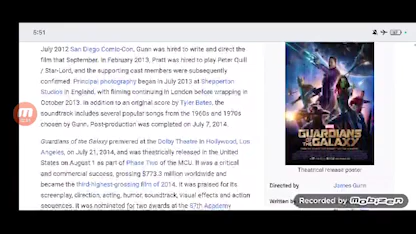 5:51
July 2012 San Diego Comic-Con, Gunn was hired to write and direct the
film that September. In February 2013, Pratt was hired to play Peter Quill
/ Star-Lord, and the supporting cast members were subsequently
confirmed. Principal photography began in July 2013 at Shepperton
Studios in England, with filming continuing in London before wrapping in
October 2013. In addition to an original score by Tyler Bates, the
soundtrack includes several popular songs from the 1960s and 1970s
chosen by Gunn. Post-production was completed on July 7, 2014.
Guardians of the Galaxy premiered at the Dolby Theatre in Hollywood, Los
Angeles, on July 21, 2014, and was theatrically released in the United
States on August 1 as part of Phase Two of the MCU. It was a critical
and commercial success, grossing $773.3 million worldwide and
became the third-highest-grossing film of 2014. It was praised for its
screenplay, direction, acting, humor, soundtrack, visual effects and
action sequences. It was nominated for two awards at the 87th Academy
GUARDIANS
OF THE GALAXY
Theatrical release poster
Directed by James Gunn
Written by
Recorded by mobizen